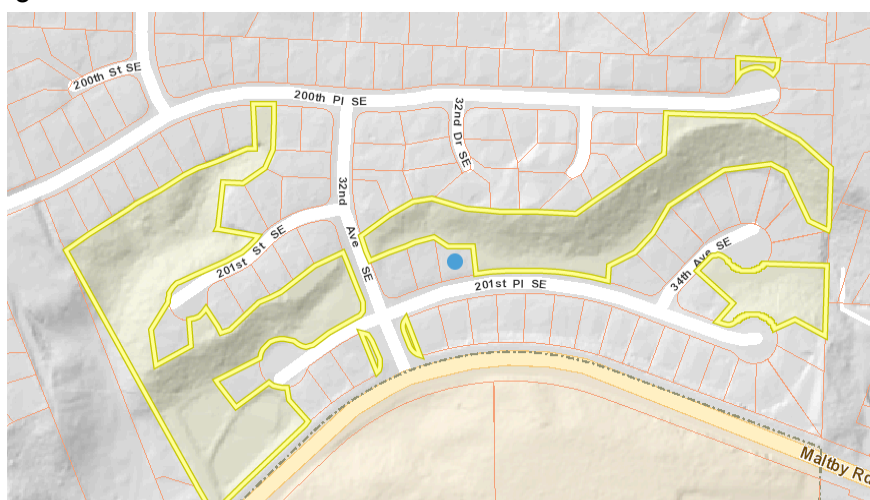 200th St SE
200th Pl SE
32nd Dr SE
32nd Ave SE
201st St SE
34th Ave SE
201st Pl SE
Maltby Rd